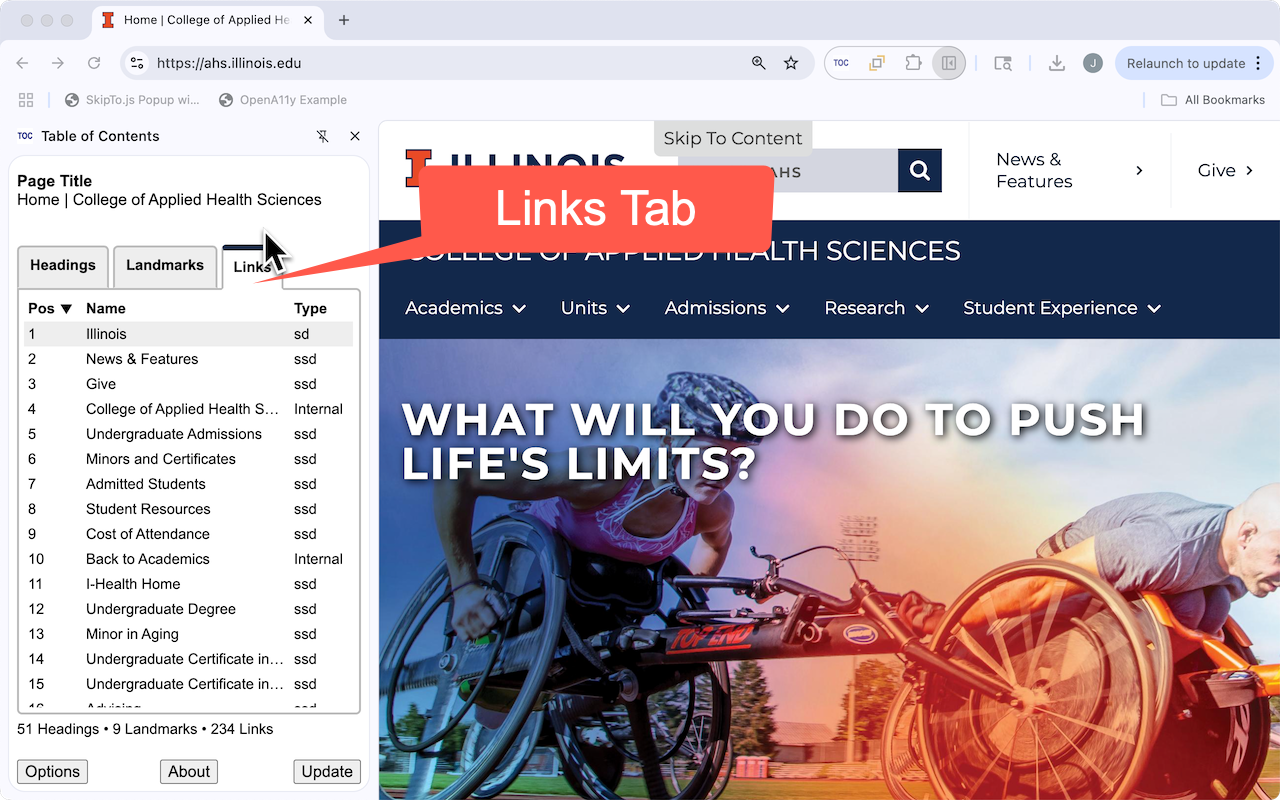 Home | College of Applied He
https://ahs.illinois.edu
TOC
J
Relaunch to update
SkipTo.js Popup wi...
OpenA11y Example
All Bookmarks
TOC Table of Contents
Page Title
Home | College of Applied Health Sciences
Headings
Landmarks
Links
Pos ▼ Name Type
1 Illinois sd
2 News & Features ssd
3 Give ssd
4 College of Applied Health S... Internal
5 Undergraduate Admissions ssd
6 Minors and Certificates ssd
7 Admitted Students ssd
8 Student Resources ssd
9 Cost of Attendance ssd
10 Back to Academics Internal
11 I-Health Home ssd
12 Undergraduate Degree ssd
13 Minor in Aging ssd
14 Undergraduate Certificate in... ssd
15 Undergraduate Certificate in... ssd
16 Advising ssd
51 Headings • 9 Landmarks • 234 Links
Options
About
Update
Links Tab
Skip To Content
ILLINOIS
AHS
News &
Features
Give
COLLEGE OF APPLIED HEALTH SCIENCES
Academics
Units
Admissions
Research
Student Experience
WHAT WILL YOU DO TO PUSH
LIFE'S LIMITS?
TOP END